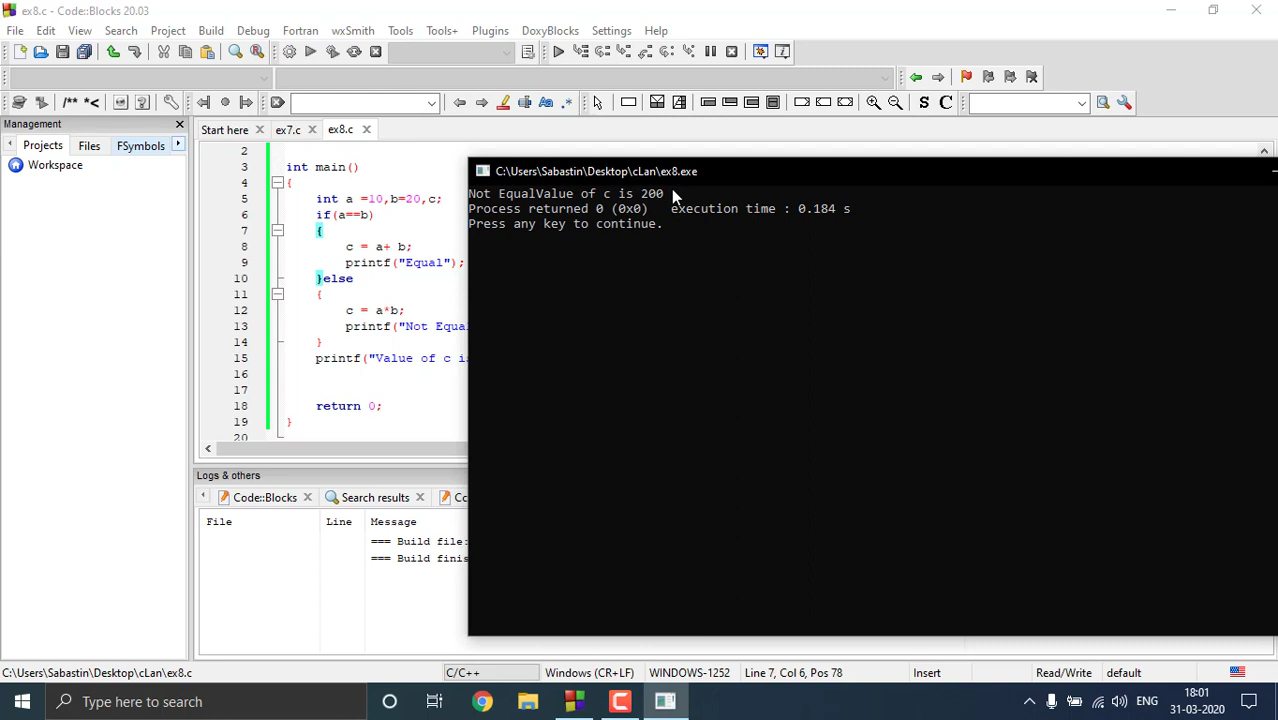 ex8.c - Code::Blocks 20.03
File Edit View Search Project Build Debug Fortran wxSmith Tools Tools+ Plugins DoxyBlocks Settings Help
/** *<
S C
Management
Start here ex7.c ex8.c
Projects Files FSymbols
Workspace
2
3 int main()
4 {
5 int a =10,b=20,c;
6 if(a==b)
7 {
8 c = a+ b;
9 printf("Equal");
10 }else
11 {
12 c = a*b;
13 printf("Not Equa
14 }
15 printf("Value of c is
16
17
18 return 0;
19 }
20
C:\Users\Sabastin\Desktop\cLan\ex8.exe
Not EqualValue of c is 200
Process returned 0 (0x0) execution time : 0.184 s
Press any key to continue.
Logs & others
Code::Blocks Search results Cc
File Line Message
=== Build file:
=== Build finis
C:\Users\Sabastin\Desktop\cLan\ex8.c C/C++ Windows (CR+LF) WINDOWS-1252 Line 7, Col 6, Pos 78 Insert Read/Write default
Type here to search
ENG
18:01
31-03-2020